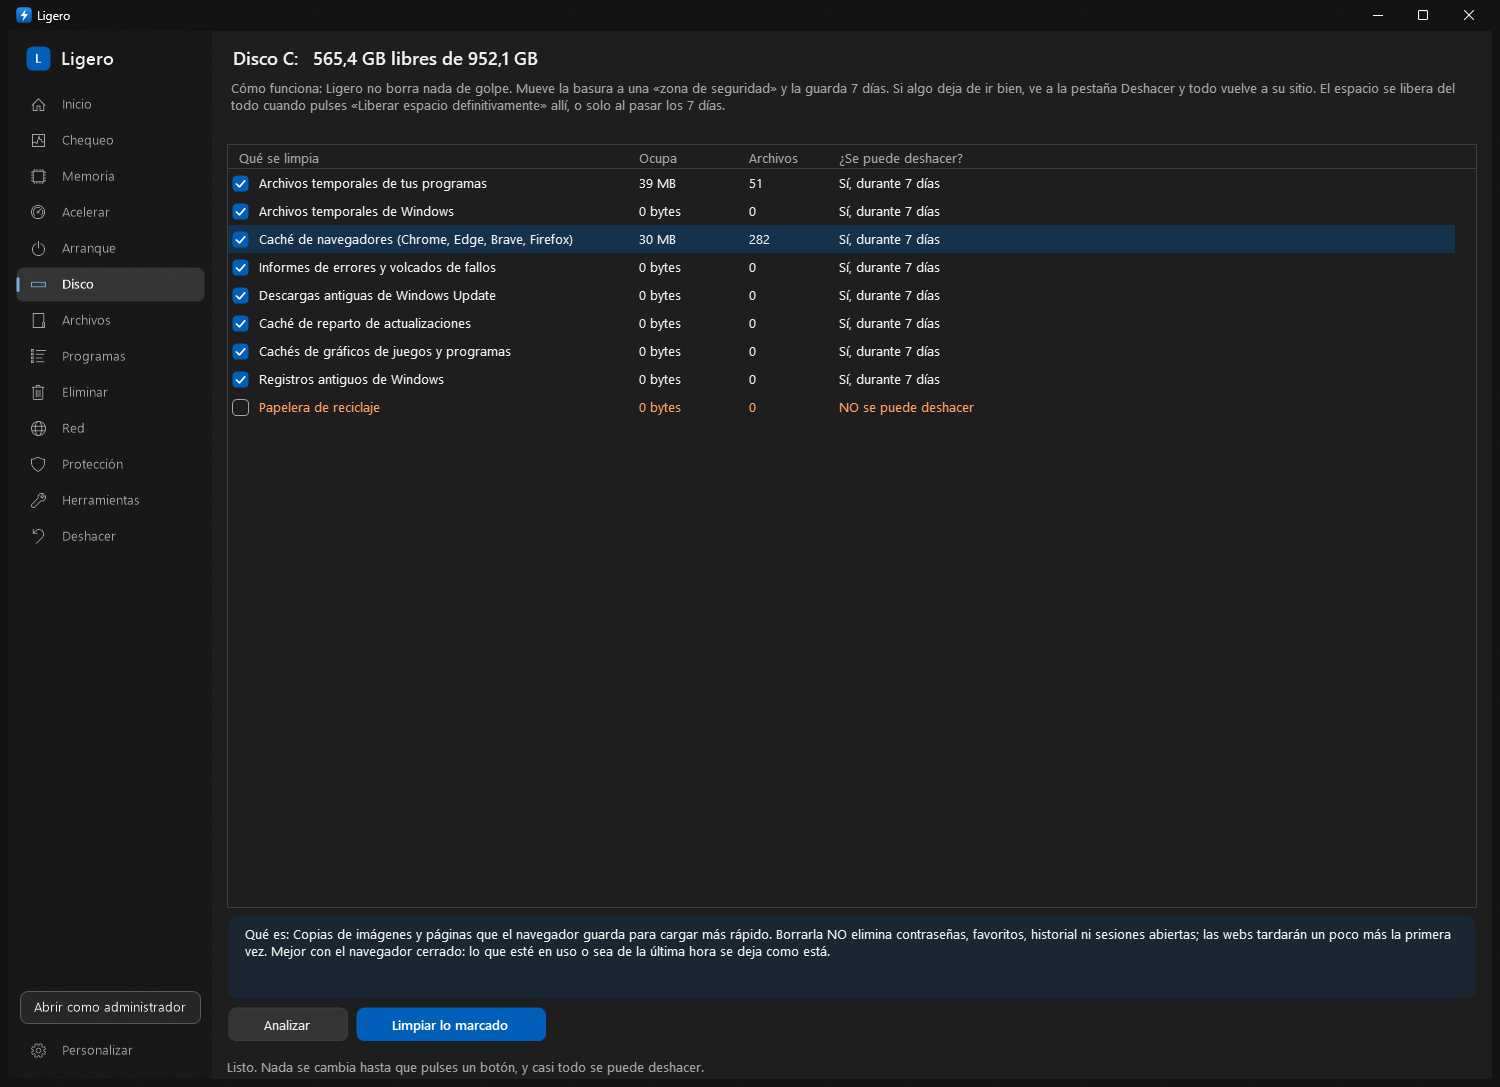 Ligero
L Ligero
Inicio
Chequeo
Memoria
Acelerar
Arranque
Disco
Archivos
Programas
Eliminar
Red
Protección
Herramientas
Deshacer
Abrir como administrador
Personalizar
Disco C: 565,4 GB libres de 952,1 GB
Cómo funciona: Ligero no borra nada de golpe. Mueve la basura a una «zona de seguridad» y la guarda 7 días. Si algo deja de ir bien, ve a la pestaña Deshacer y todo vuelve a su sitio. El espacio se libera del
todo cuando pulses «Liberar espacio definitivamente» allí, o solo al pasar los 7 días.
Qué se limpia Ocupa Archivos ¿Se puede deshacer?
Archivos temporales de tus programas 39 MB 51 Sí, durante 7 días
Archivos temporales de Windows 0 bytes 0 Sí, durante 7 días
Caché de navegadores (Chrome, Edge, Brave, Firefox) 30 MB 282 Sí, durante 7 días
Informes de errores y volcados de fallos 0 bytes 0 Sí, durante 7 días
Descargas antiguas de Windows Update 0 bytes 0 Sí, durante 7 días
Caché de reparto de actualizaciones 0 bytes 0 Sí, durante 7 días
Cachés de gráficos de juegos y programas 0 bytes 0 Sí, durante 7 días
Registros antiguos de Windows 0 bytes 0 Sí, durante 7 días
Papelera de reciclaje 0 bytes 0 NO se puede deshacer
Qué es: Copias de imágenes y páginas que el navegador guarda para cargar más rápido. Borrarla NO elimina contraseñas, favoritos, historial ni sesiones abiertas; las webs tardarán un poco más la primera
vez. Mejor con el navegador cerrado: lo que esté en uso o sea de la última hora se deja como está.
Analizar Limpiar lo marcado
Listo. Nada se cambia hasta que pulses un botón, y casi todo se puede deshacer.